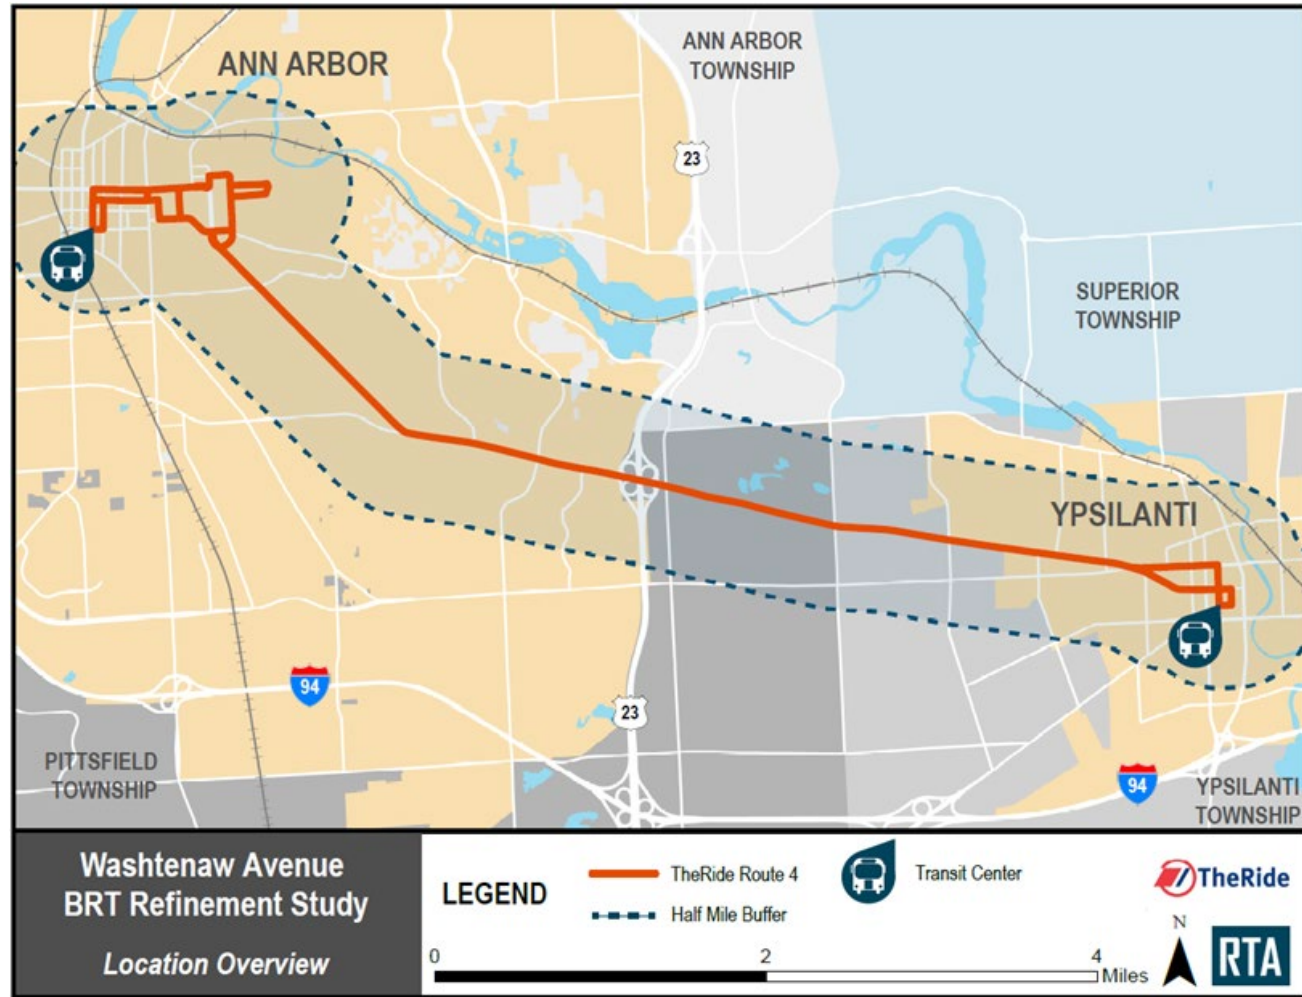 ANN ARBOR
ANN ARBOR
TOWNSHIP
23
SUPERIOR
TOWNSHIP
YPSILANTI
94
23
PITTSFIELD
TOWNSHIP
94
YPSILANTI
TOWNSHIP
Washtenaw Avenue
BRT Refinement Study
Location Overview
LEGEND
TheRide Route 4
Half Mile Buffer
Transit Center
0
2
4
Miles
TheRide
N
RTA